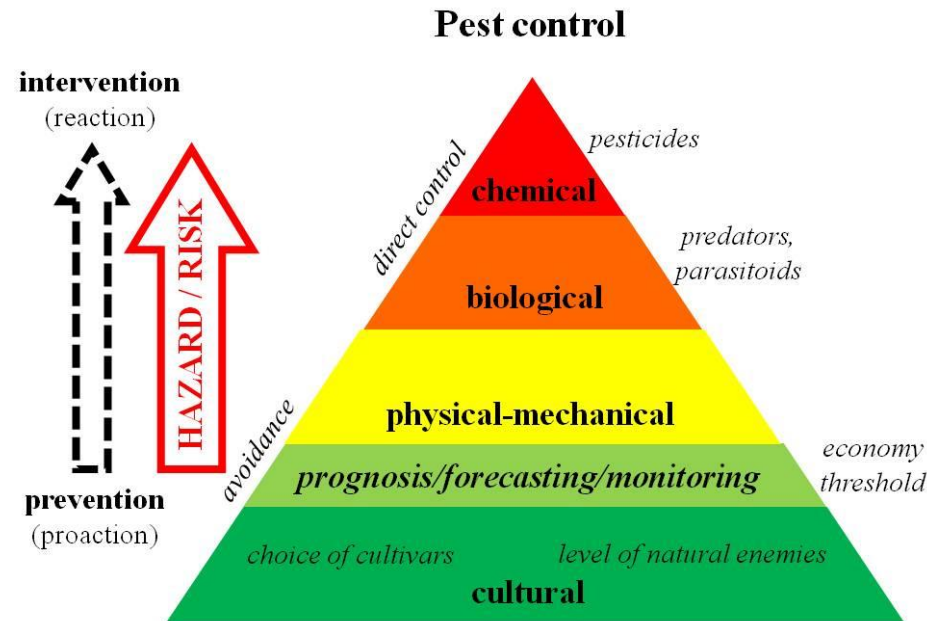 Pest control
intervention
(reaction)
HAZARD / RISK
prevention
(proaction)
direct control
avoidance
pesticides
chemical
predators,
parasitoids
biological
physical-mechanical
economy
threshold
prognosis/forecasting/monitoring
choice of cultivars
level of natural enemies
cultural